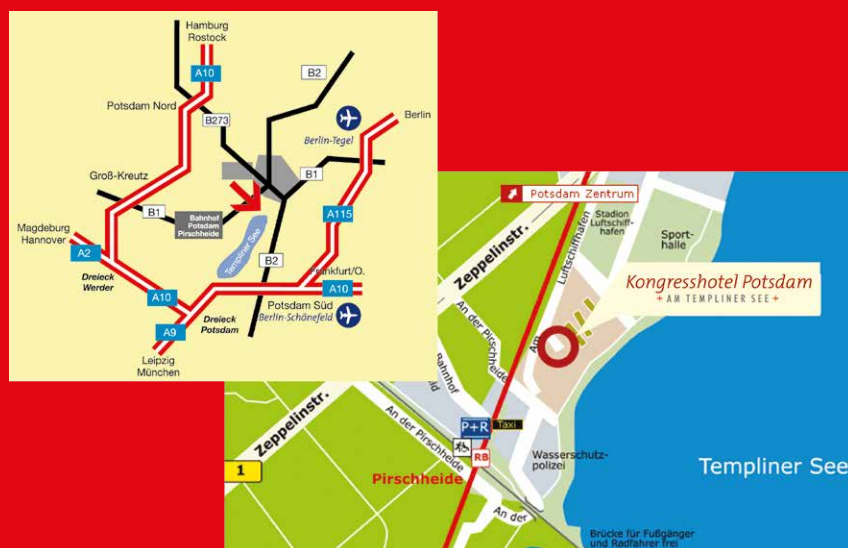 Hamburg
Rostock
A10
B2
Potsdam Nord
B273
Berlin
Berlin-Tegel
Groß-Kreutz
B1
B1
Bahnhof
Potsdam
Pirschheide
A115
Magdeburg
Hannover
Templiner See
A2
B2
Dreieck
Werder
Frankfurt/O.
A10
A10
Potsdam Süd
Dreieck
Potsdam
Berlin-Schönefeld
A9
Leipzig
München
Potsdam Zentrum
Stadion
Luftschiff-
hafen
Sport-
halle
Zeppelinstr.
Am Luftschiffhafen
Kongresshotel Potsdam
AM TEMPLINER SEE
An der Pirschheide
Bahnhof
Zeppelinstr.
An der Pirschheide
P+R
Taxi
RB
Wasserschutz-
polizei
1
Pirschheide
Templiner See
An der
Brücke für Fußgänger
und Radfahrer frei